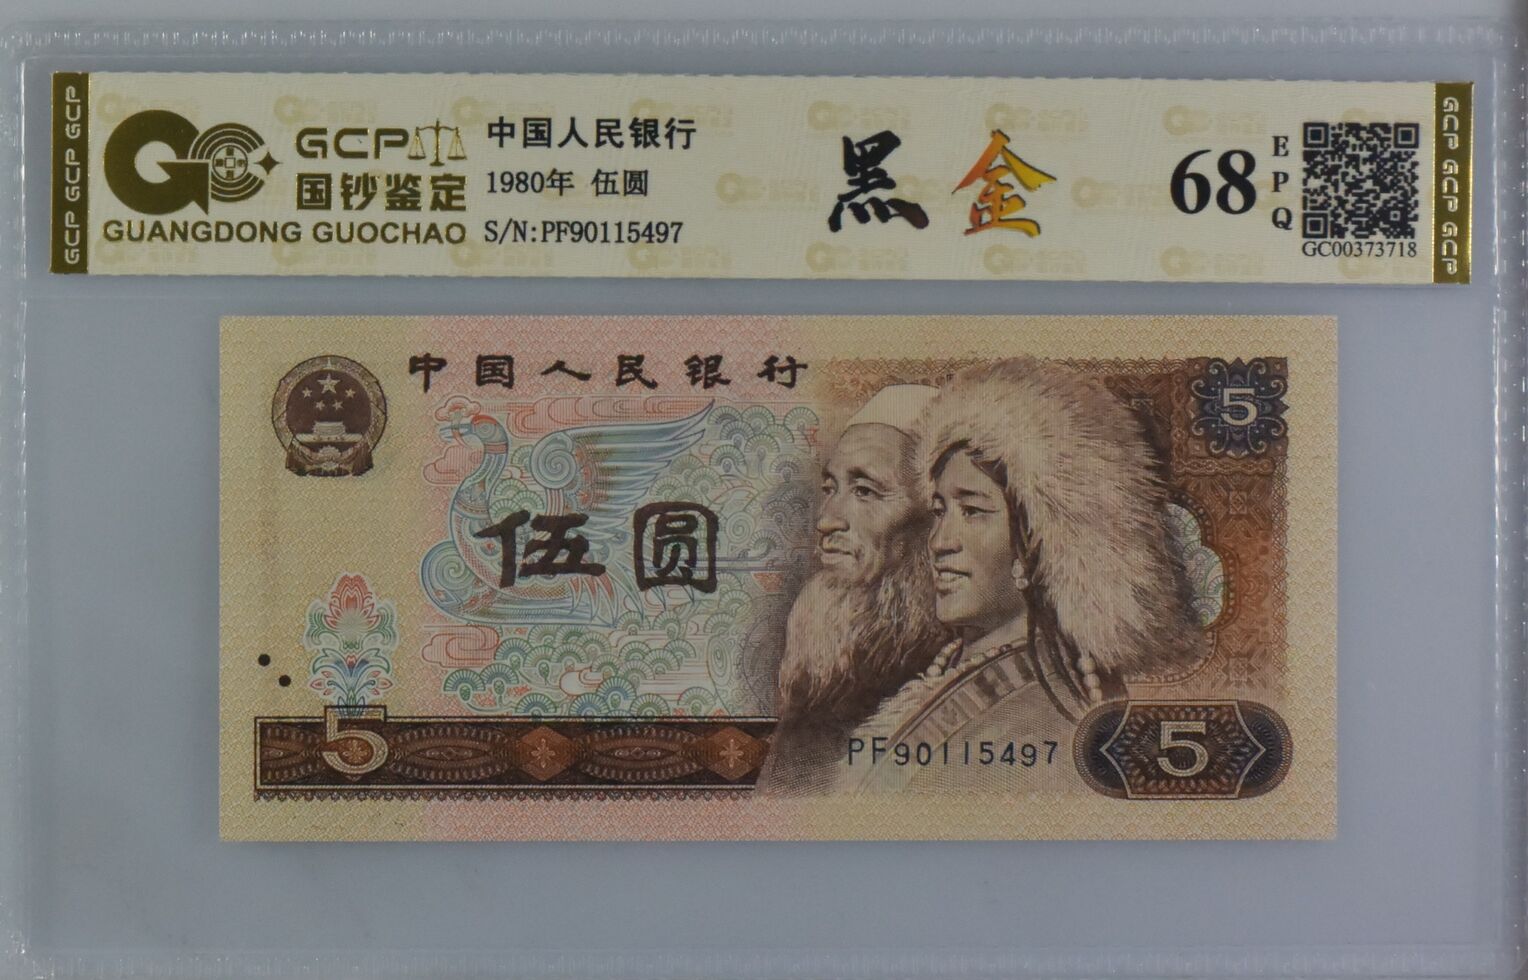 GCP GCP GCP
GCP
国钞鉴定
GUANGDONG GUOCHAO
中国人民银行
1980年 伍圆
S/N:PF90115497
黑金
68
EPQ
GC00373718
GCP GCP GCP
中国人民银行
5
伍圆
5
PF90115497
5